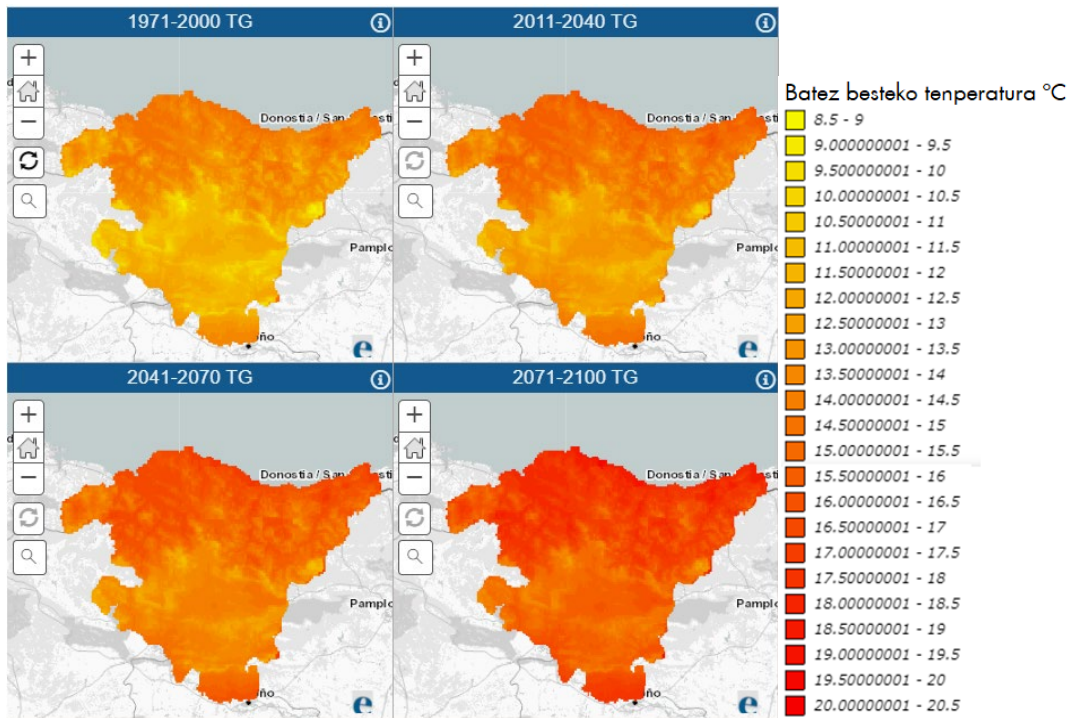 1971-2000 TG
2011-2040 TG
Donostia / San
Pamplo
ño
Donostia / San
Pamplo
ño
2041-2070 TG
2071-2100 TG
Donostia / San
Pamplo
ño
Donostia / San
Pamplo
ño
Batez besteko tenperatura °C
8.5 - 9
9.000000001 - 9.5
9.500000001 - 10
10.00000001 - 10.5
10.50000001 - 11
11.00000001 - 11.5
11.50000001 - 12
12.00000001 - 12.5
12.50000001 - 13
13.00000001 - 13.5
13.50000001 - 14
14.00000001 - 14.5
14.50000001 - 15
15.00000001 - 15.5
15.50000001 - 16
16.00000001 - 16.5
16.50000001 - 17
17.00000001 - 17.5
17.50000001 - 18
18.00000001 - 18.5
18.50000001 - 19
19.00000001 - 19.5
19.50000001 - 20
20.00000001 - 20.5